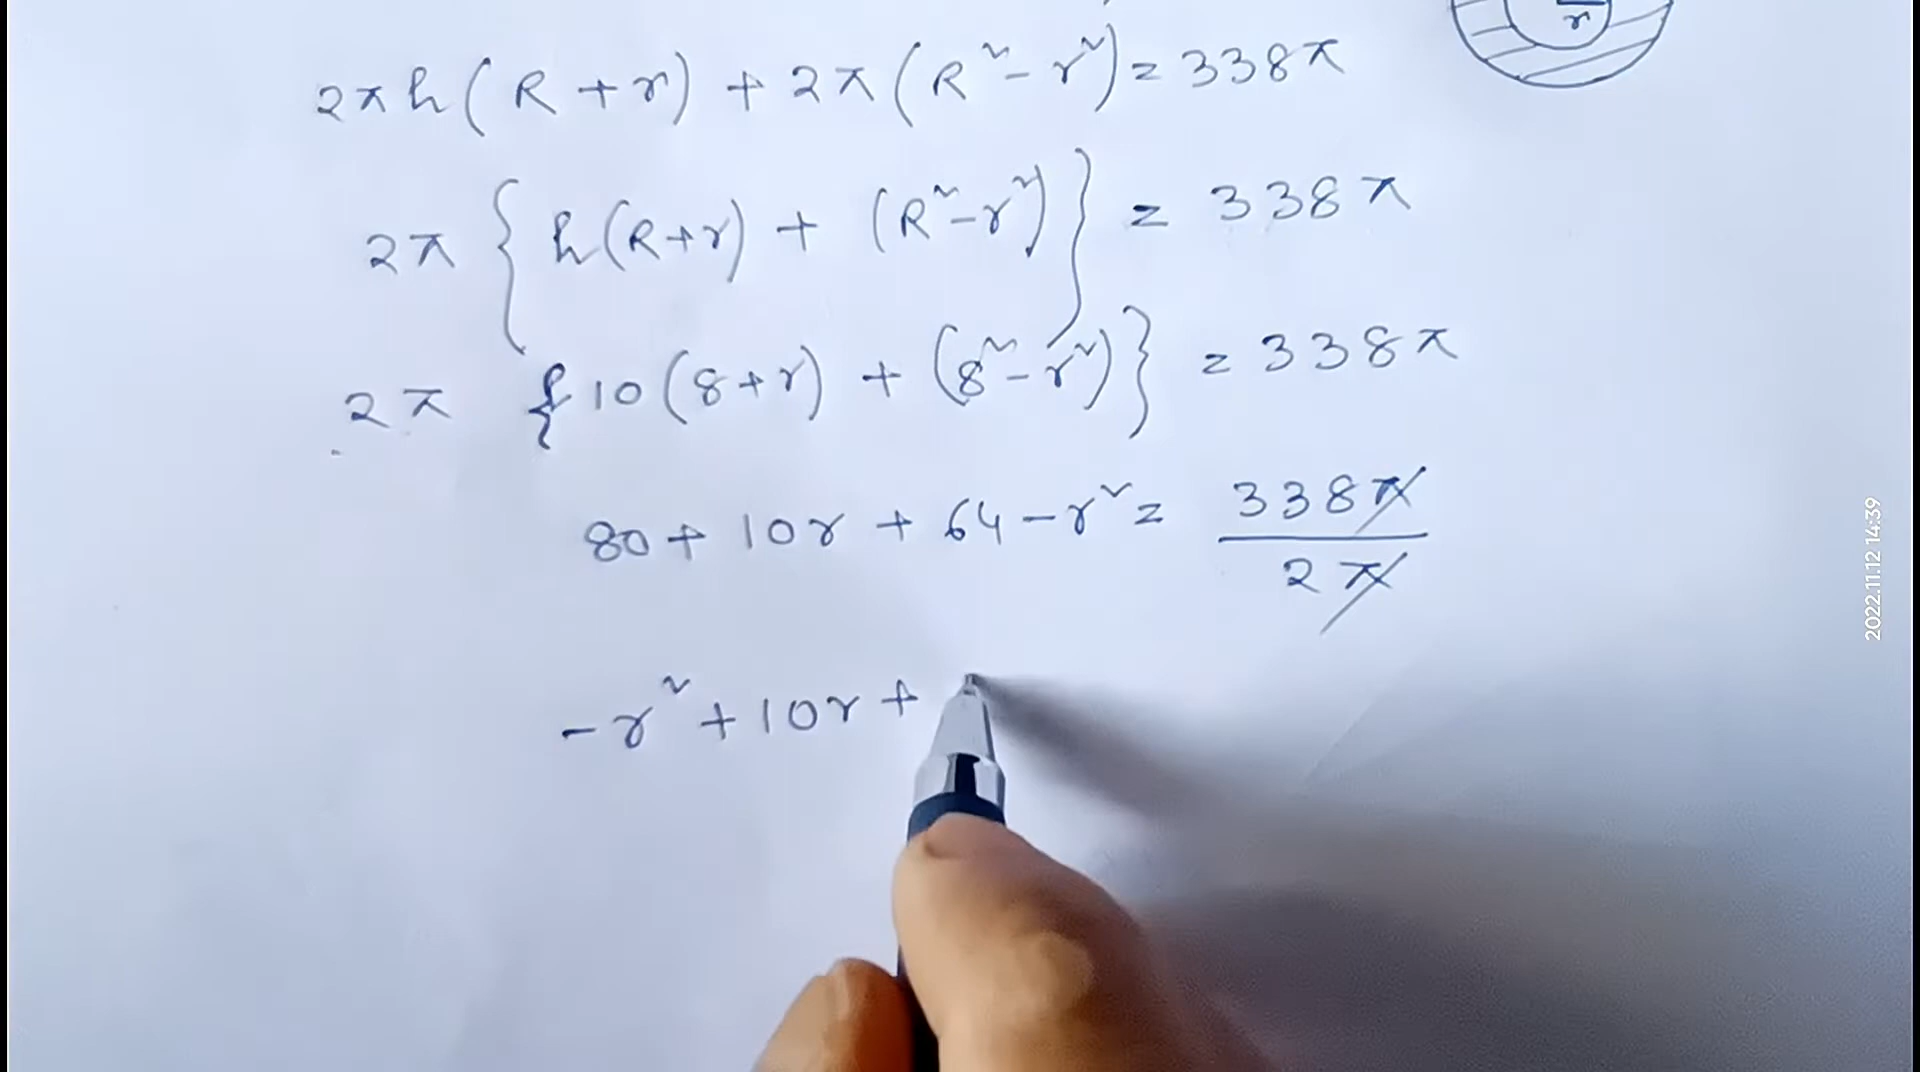 r
2πh(R+r) + 2π(R²-r²) = 338π
2π {h(R+r) + (R²-r²)} = 338π
2π {10(8+r) + (8²-r²)} = 338π
80 + 10r + 64 - r² = 338π / 2π
-r² + 10r +
2022.11.12 14:39